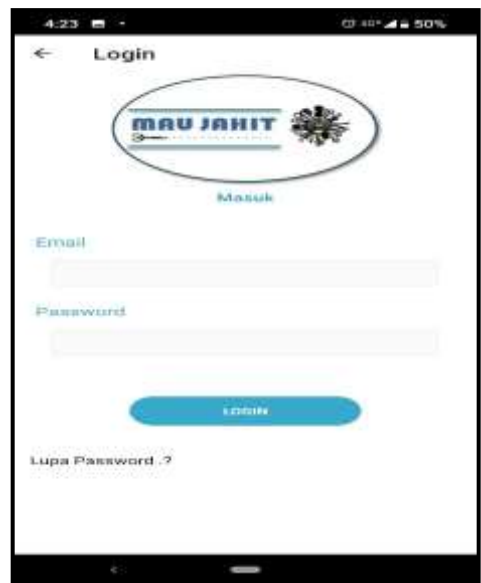 4:23 50%
Login
MAU JAHIT
Masuk
Email
Password
LOGIN
Lupa Password .?